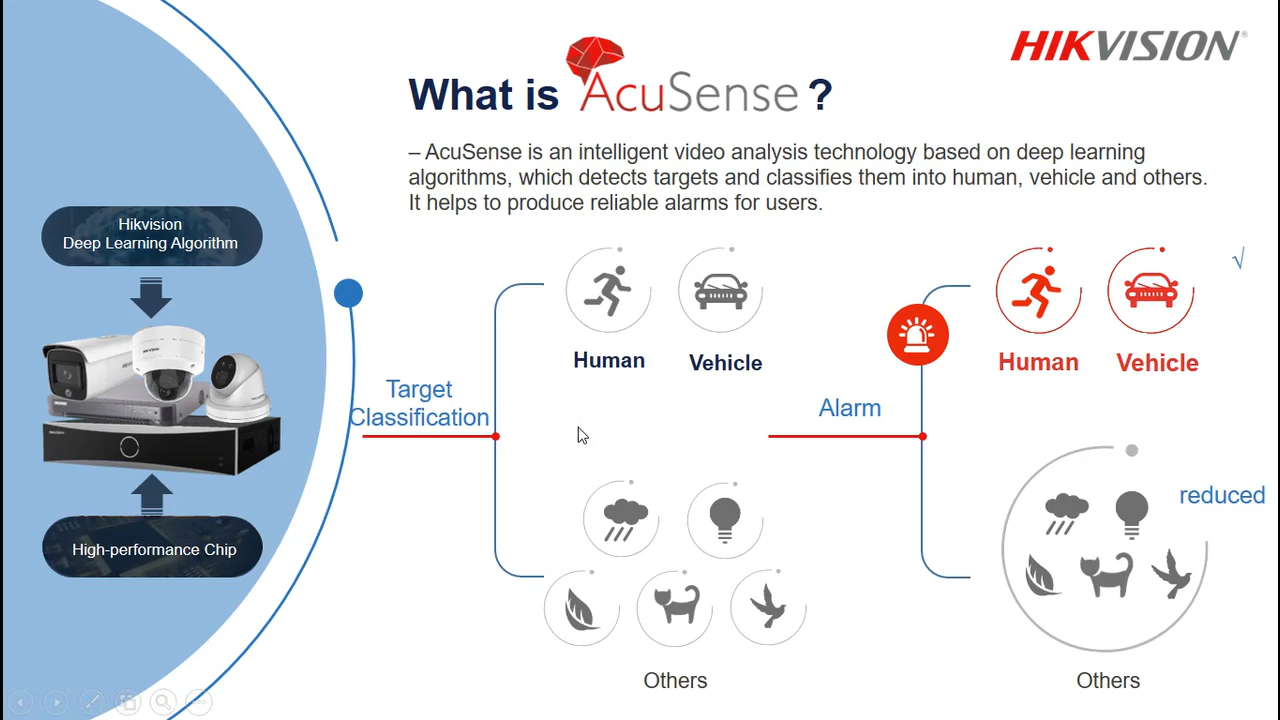 HIKVISION®
What is AcuSense ?
– AcuSense is an intelligent video analysis technology based on deep learning
algorithms, which detects targets and classifies them into human, vehicle and others.
It helps to produce reliable alarms for users.
Hikvision
Deep Learning Algorithm
High-performance Chip
Target
Classification
Human
Vehicle
Others
Alarm
Human
Vehicle
√
reduced
Others